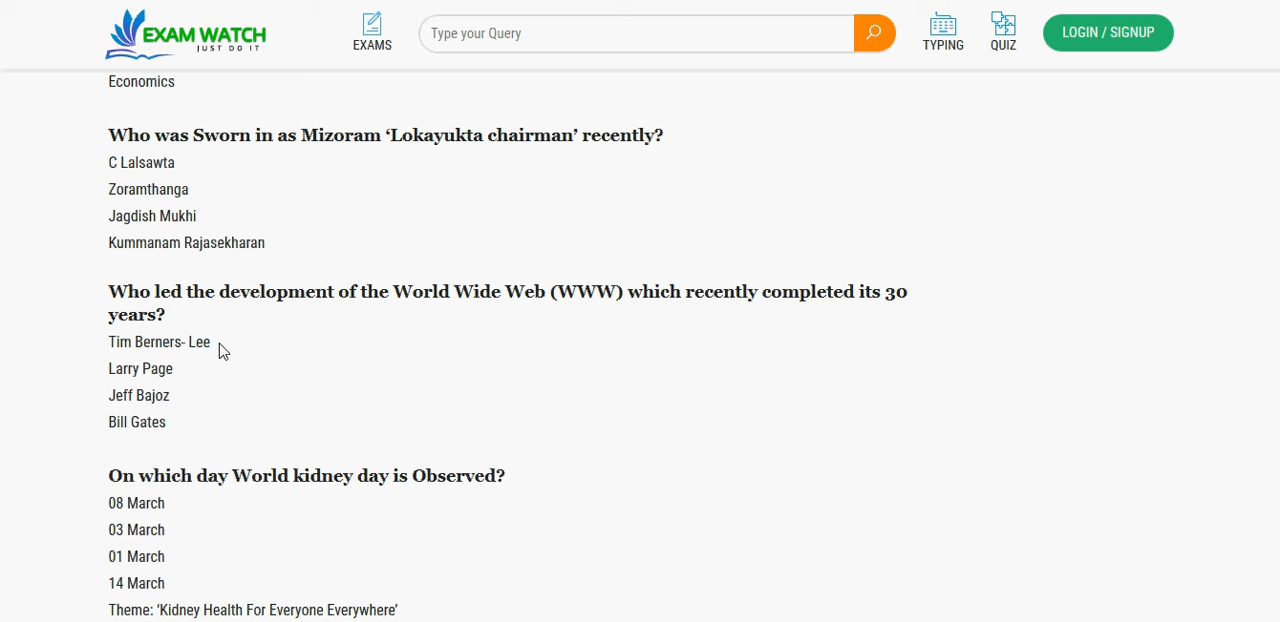 EXAM WATCH
JUST DO IT
EXAMS
Type your Query
TYPING
QUIZ
LOGIN / SIGNUP
Economics
Who was Sworn in as Mizoram ‘Lokayukta chairman’ recently?
C Lalsawta
Zoramthanga
Jagdish Mukhi
Kummanam Rajasekharan
Who led the development of the World Wide Web (WWW) which recently completed its 30
years?
Tim Berners- Lee
Larry Page
Jeff Bajoz
Bill Gates
On which day World kidney day is Observed?
08 March
03 March
01 March
14 March
Theme: ‘Kidney Health For Everyone Everywhere’